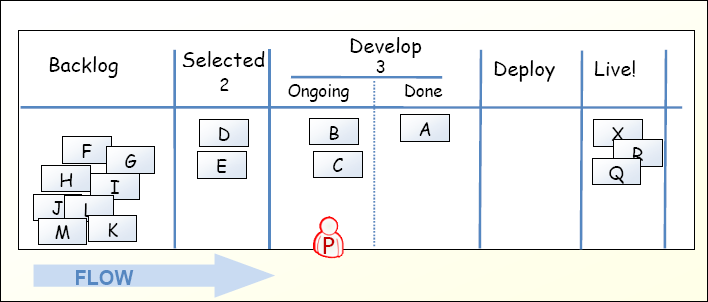 Backlog
Selected
2
Develop
3
Ongoing
Done
Deploy
Live!
F
G
H
I
J
L
M
K
D
E
B
C
A
X
R
Q
P
FLOW